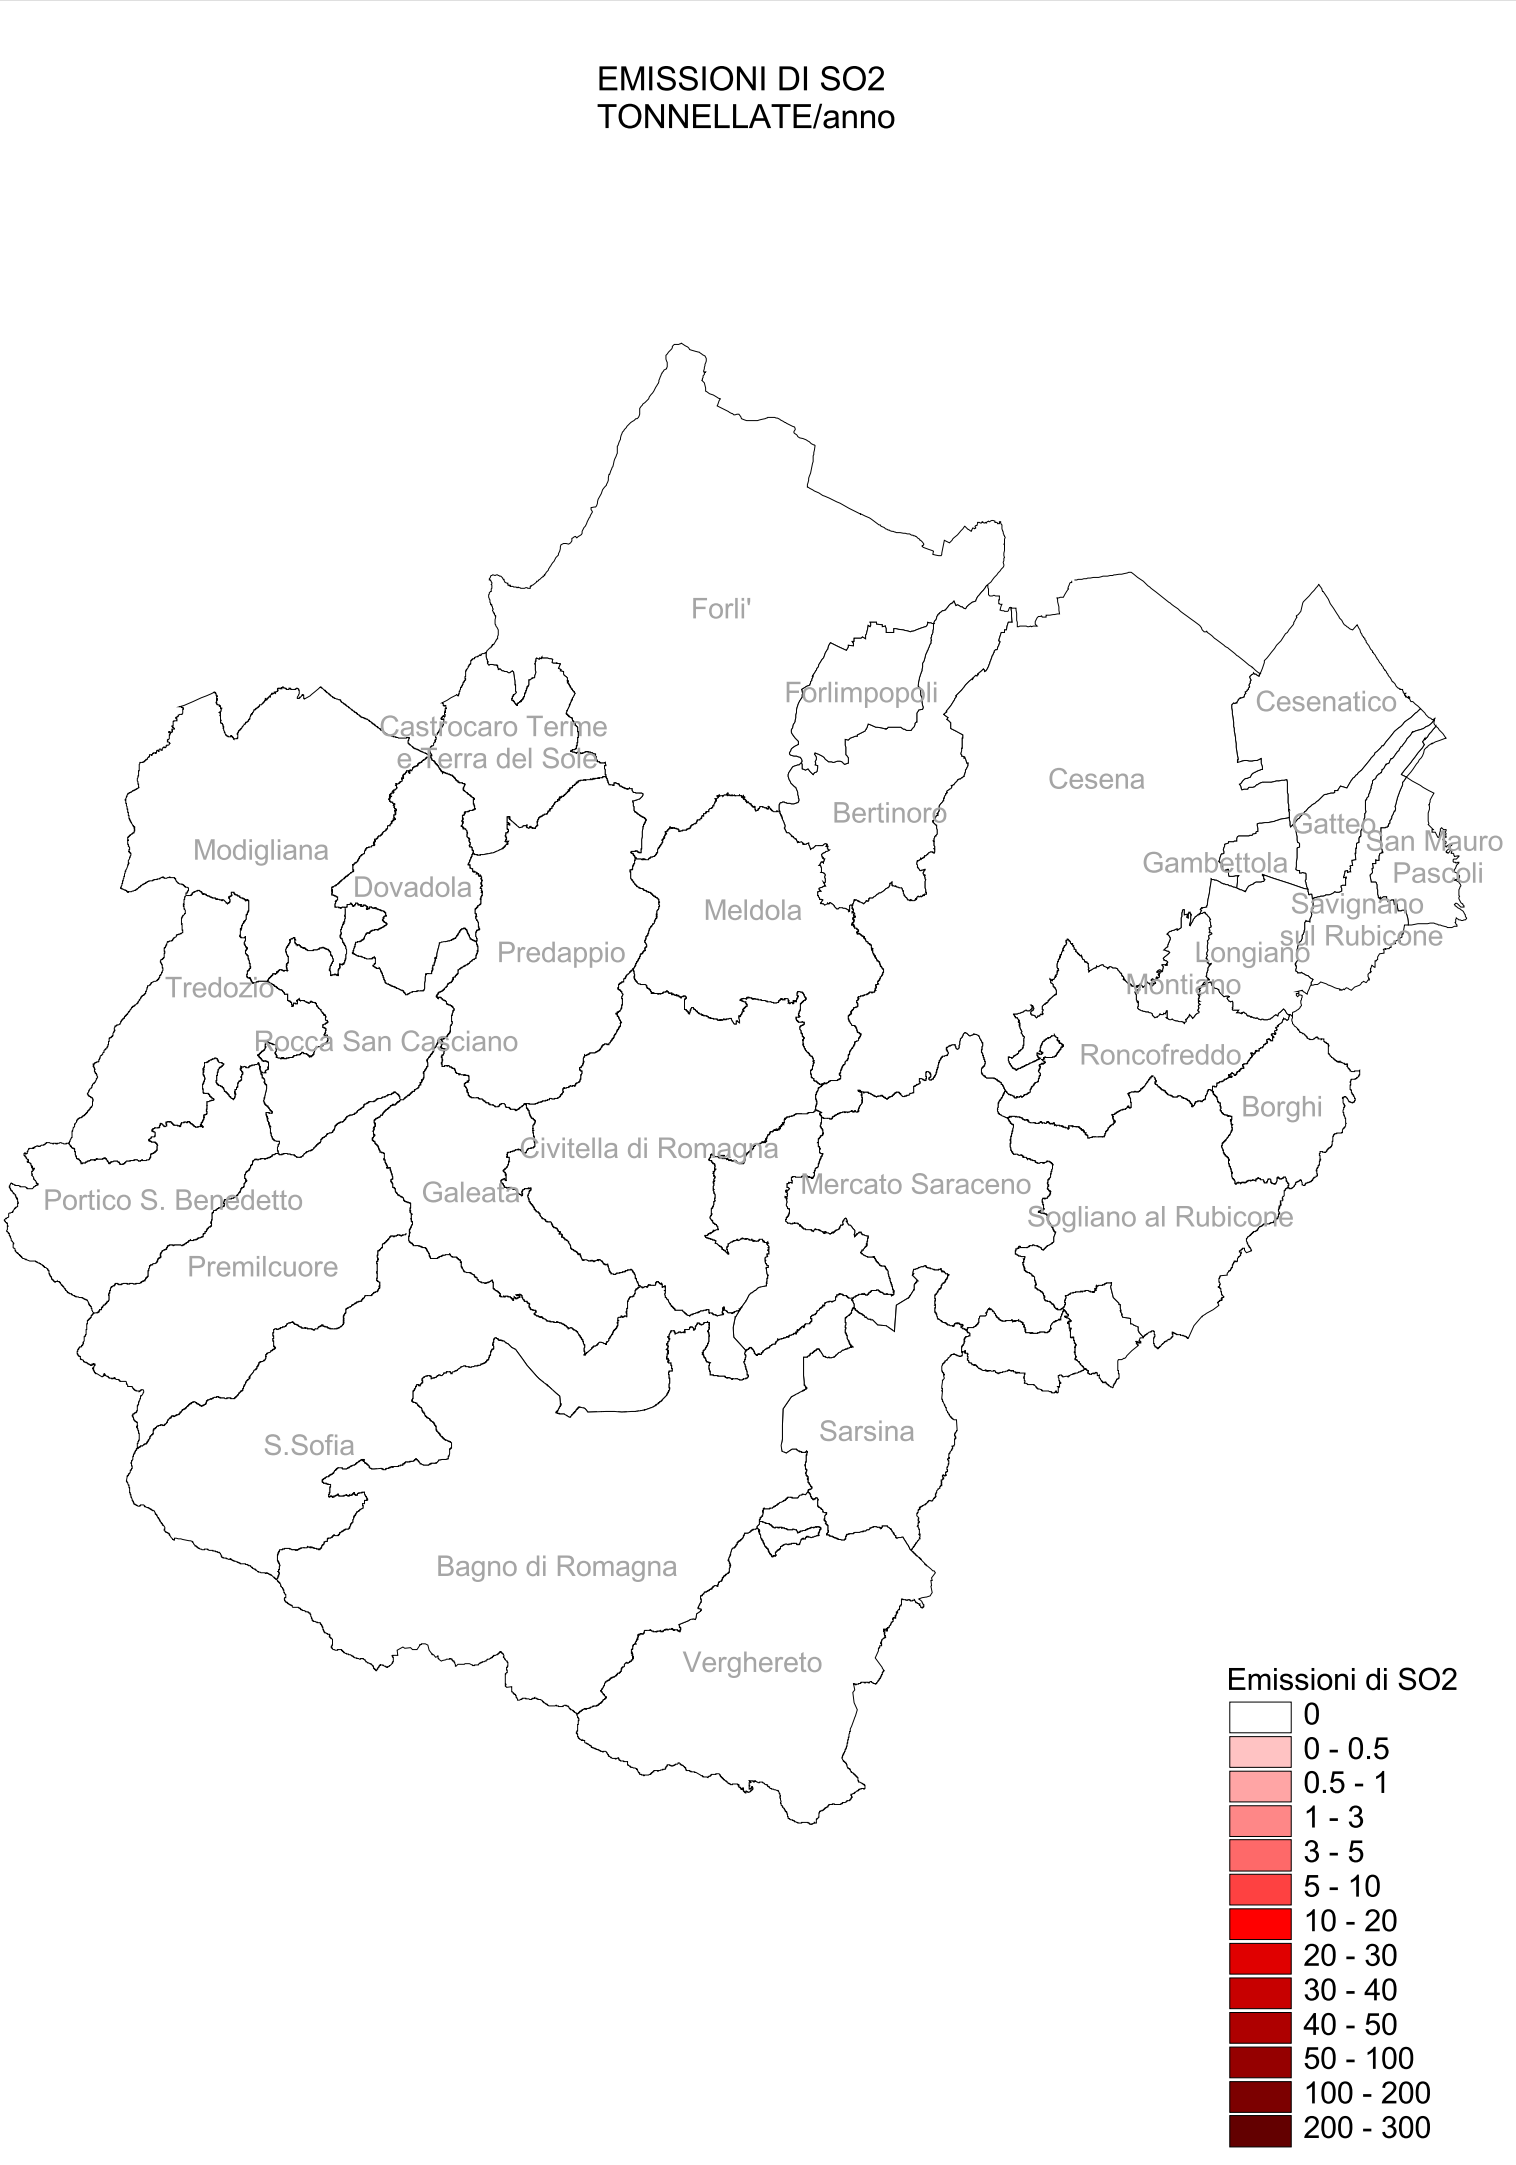 EMISSIONI DI SO2
TONNELLATE/anno
Forli'
Forlimpopoli
Cesenatico
Castrocaro Terme
e Terra del Sole
Cesena
Bertinoro
Gatteo
San Mauro
Pascoli
Modigliana
Gambettola
Dovadola
Meldola
Savignano
sul Rubicone
Predappio
Longiano
Tredozio
Montiano
Rocca San Casciano
Roncofreddo
Borghi
Civitella di Romagna
Portico S. Benedetto
Galeata
Mercato Saraceno
Sogliano al Rubicone
Premilcuore
Sarsina
S.Sofia
Bagno di Romagna
Verghereto
Emissioni di SO2
0
0 - 0.5
0.5 - 1
1 - 3
3 - 5
5 - 10
10 - 20
20 - 30
30 - 40
40 - 50
50 - 100
100 - 200
200 - 300